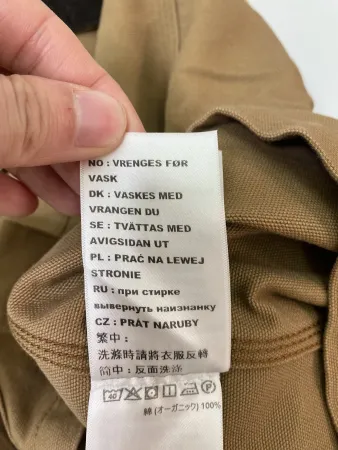 NO : VRENGES FØR
VASK
DK : VASKES MED
VRANGEN DU
SE : TVÄTTAS MED
AVIGSIDAN UT
PL : PRAĆ NA LEWEJ
STRONIE
RU : при стирке
вывернуть наизнанку
CZ : PRÁT NARUBY
繁中 :
洗滌時請將衣服反轉
简中 : 反面洗涤
40
P
綿 (オーガニック) 100%